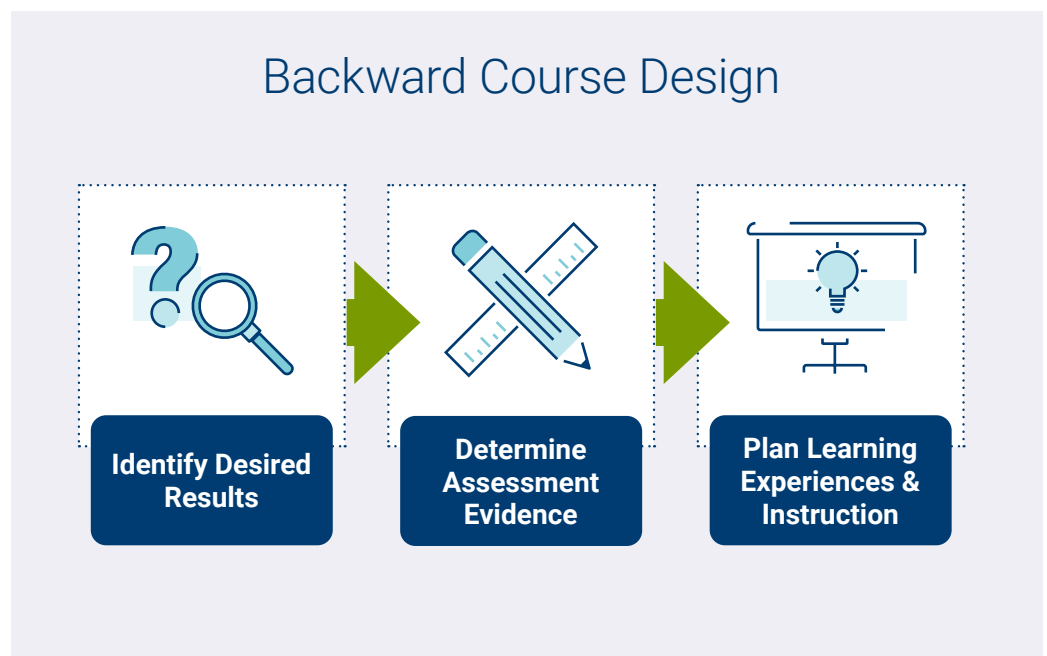 Backward Course Design
Identify Desired
Results
Determine
Assessment
Evidence
Plan Learning
Experiences &
Instruction